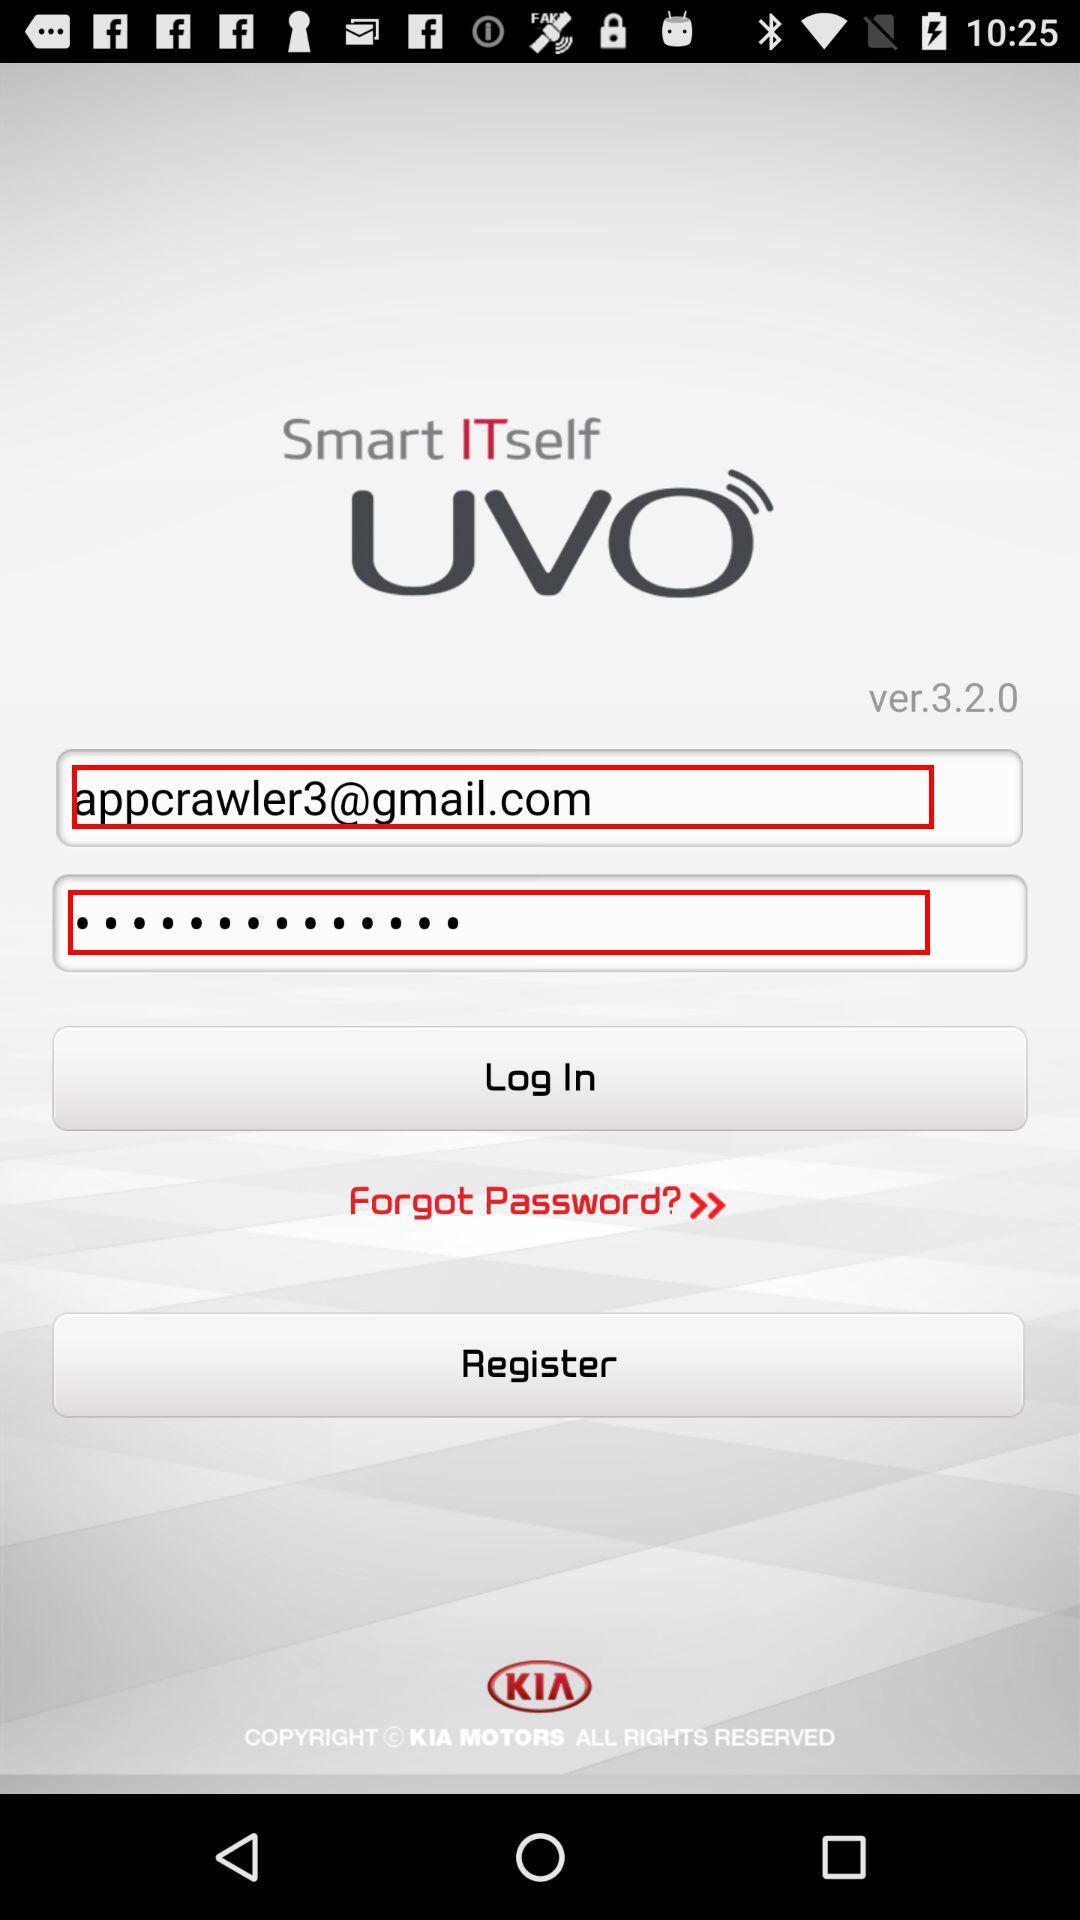 FAKE
10:25
Smart ITself
UVO
ver.3.2.0
appcrawler3@gmail.com
••••••••••••••
Log In
Forgot Password?
Register
KIA
COPYRIGHT © KIA MOTORS ALL RIGHTS RESERVED